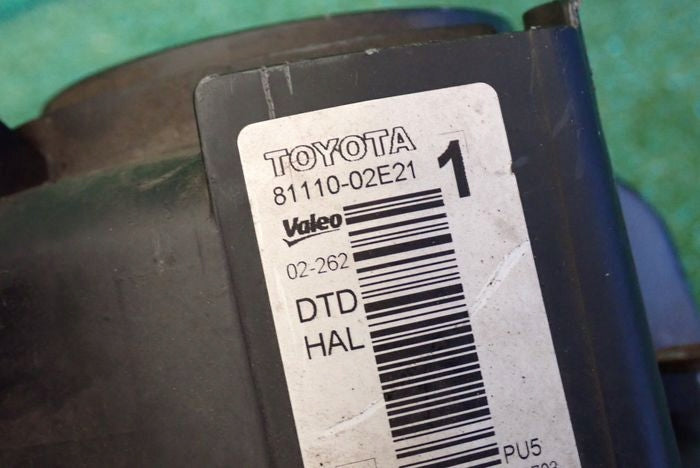 TOYOTA
81110-02E21
1
Valeo
02-262
DTD
HAL
PU5